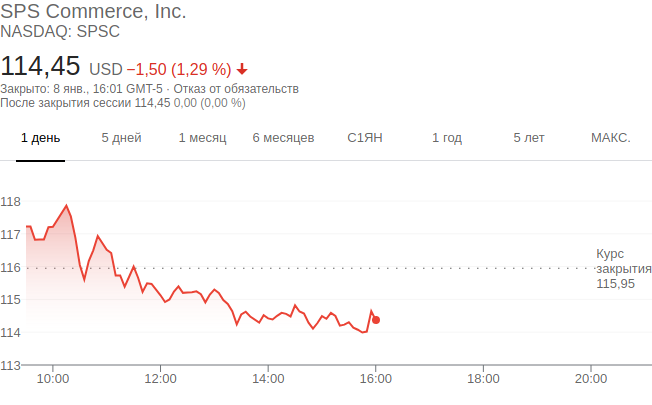 SPS Commerce, Inc.
NASDAQ: SPSC
114,45 USD −1,50 (1,29 %)
Закрыто: 8 янв., 16:01 GMT-5 · Отказ от обязательств
После закрытия сессии 114,45 0,00 (0,00 %)
1 день 5 дней 1 месяц 6 месяцев С1ЯН 1 год 5 лет МАКС.
118
117
Курс
116 закрытия
115,95
115
114
113
10:00 12:00 14:00 16:00 18:00 20:00